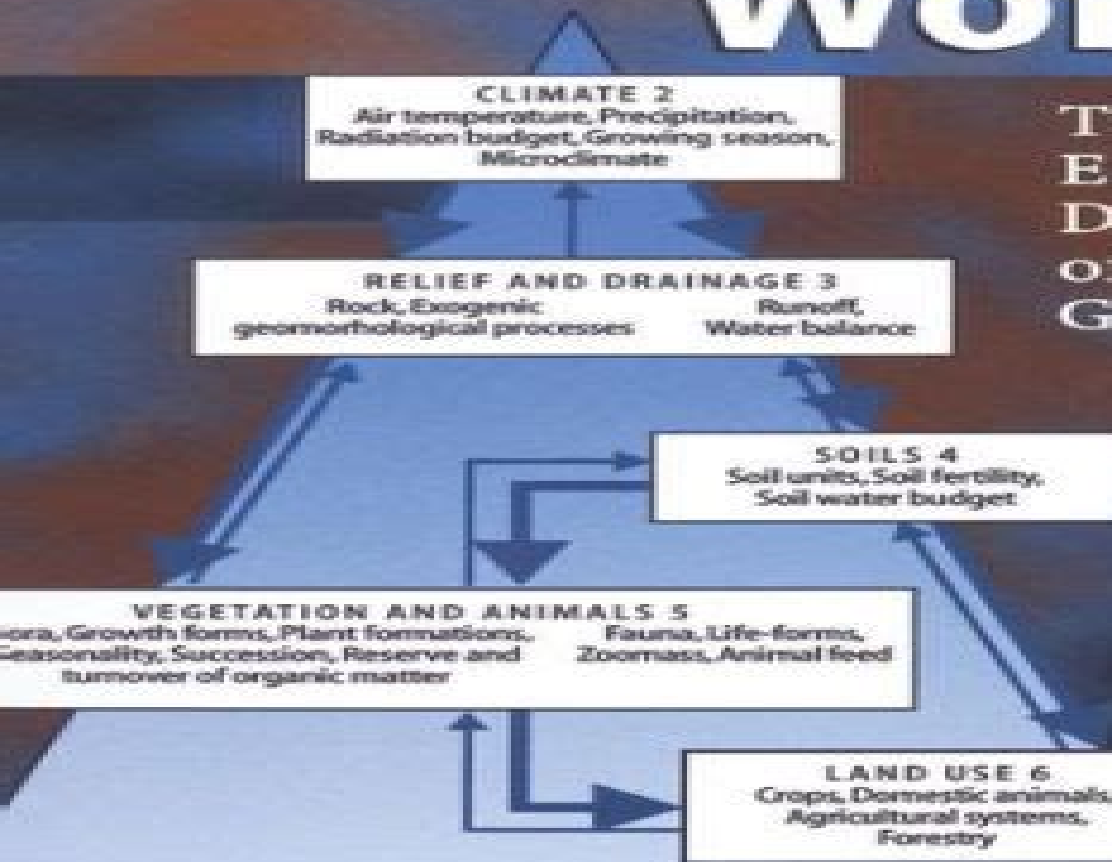 CLIMATE 2
Air temperature, Precipitation,
Radiation budget, Growing season,
Microclimate
RELIEF AND DRAINAGE 3
Rock, Exogenic
geomorhological processes
Runoff,
Water balance
SOILS 4
Soil units, Soil fertility,
Soil water budget
VEGETATION AND ANIMALS 5
Growth forms, Plant formations,
Seasonality, Succession, Reserve and
turnover of organic matter
Fauna, Life-forms,
Zoomass, Animal feed
LAND USE 6
Crops, Domestic animals,
Agricultural systems,
Forestry